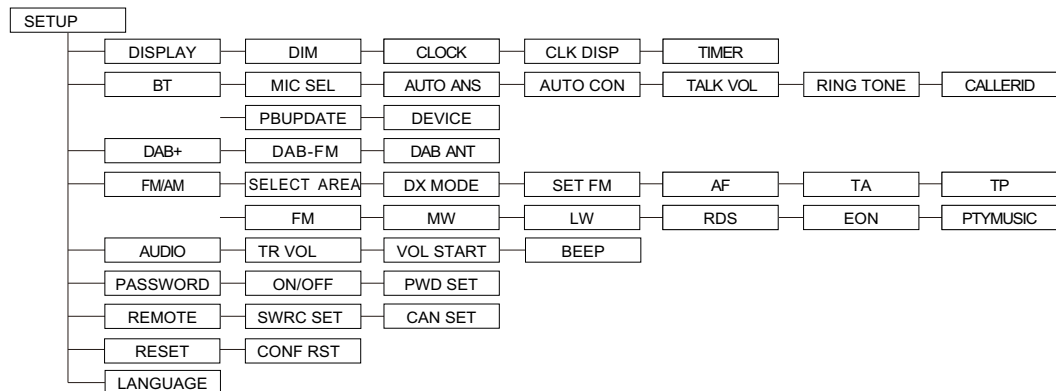 SETUP
DISPLAY DIM CLOCK CLK DISP TIMER
BT MIC SEL AUTO ANS AUTO CON TALK VOL RING TONE CALLERID
PBUPDATE DEVICE
DAB+ DAB-FM DAB ANT
FM/AM SELECT AREA DX MODE SET FM AF TA TP
FM MW LW RDS EON PTYMUSIC
AUDIO TR VOL VOL START BEEP
PASSWORD ON/OFF PWD SET
REMOTE SWRC SET CAN SET
RESET CONF RST
LANGUAGE